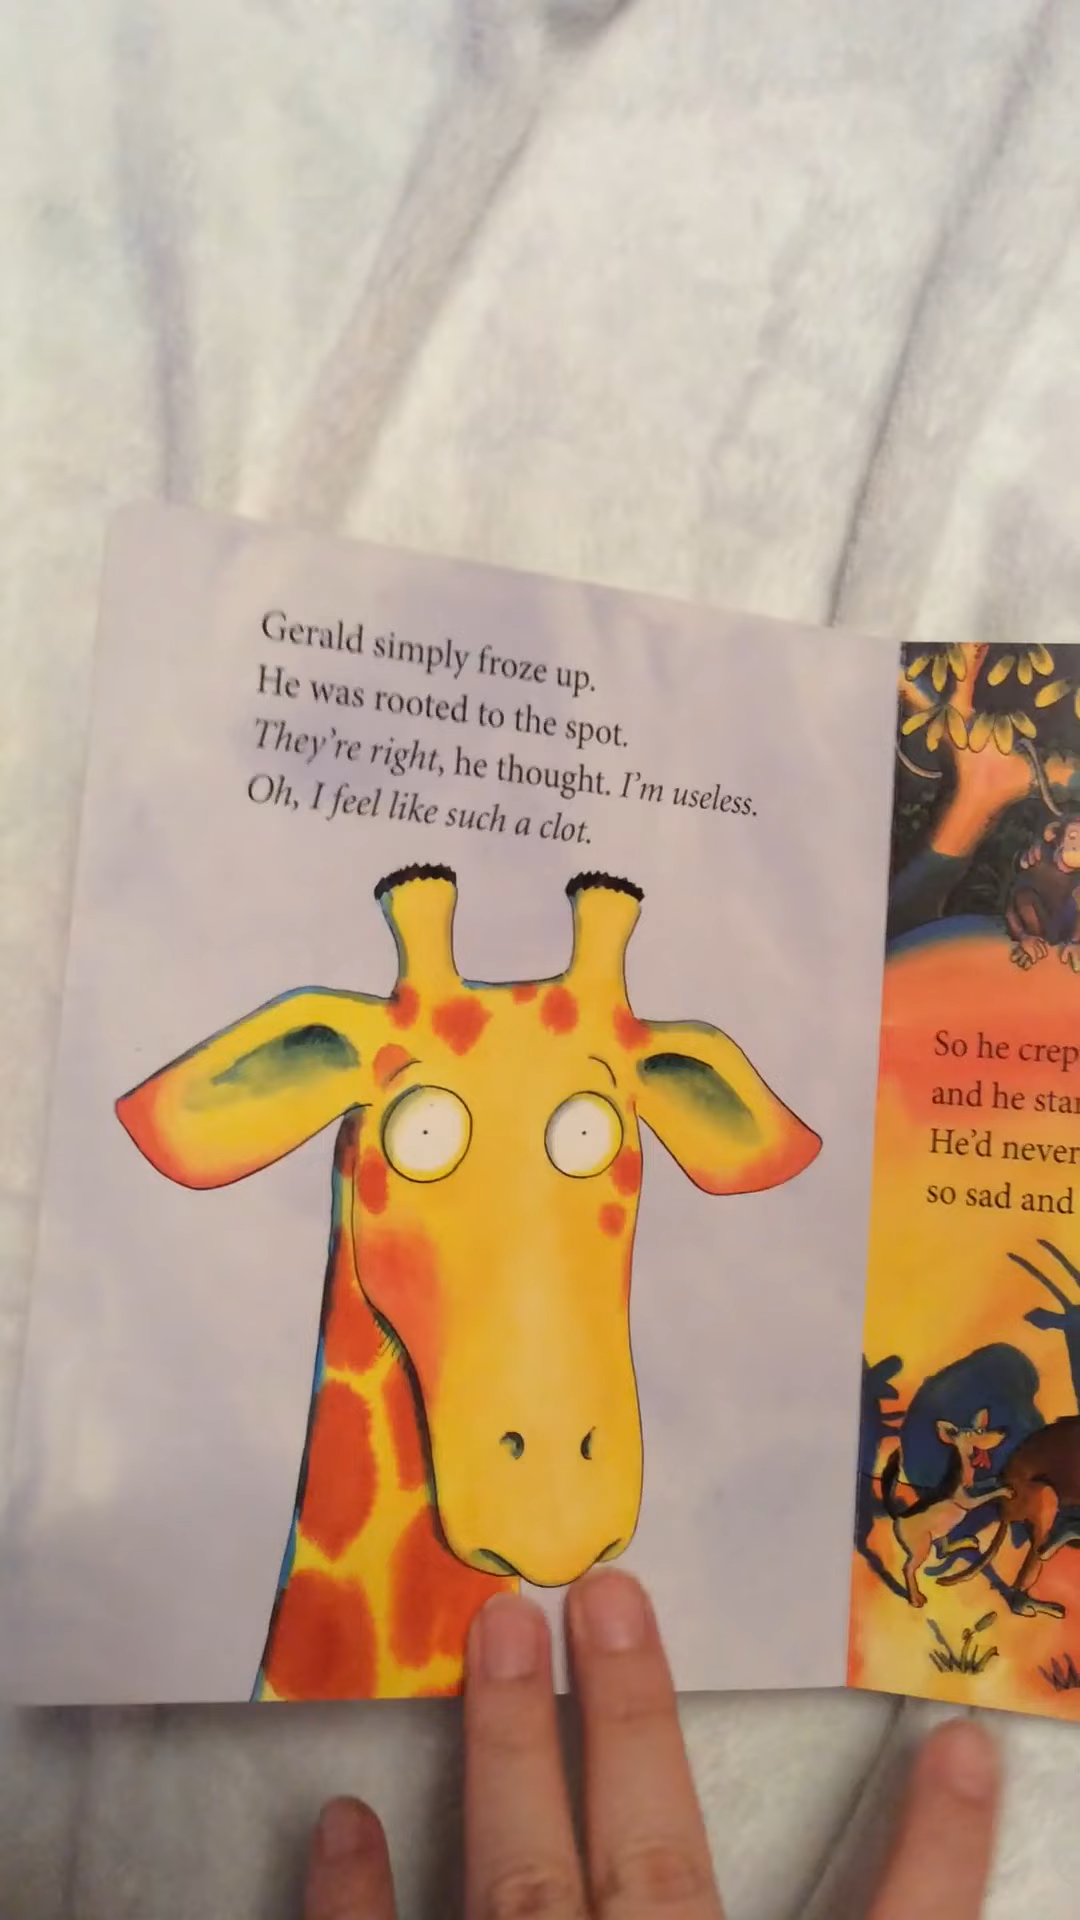 Gerald simply froze up.
He was rooted to the spot.
They're right, he thought. I'm useless.
Oh, I feel like such a clot.
So he crep
and he star
He'd never
so sad and